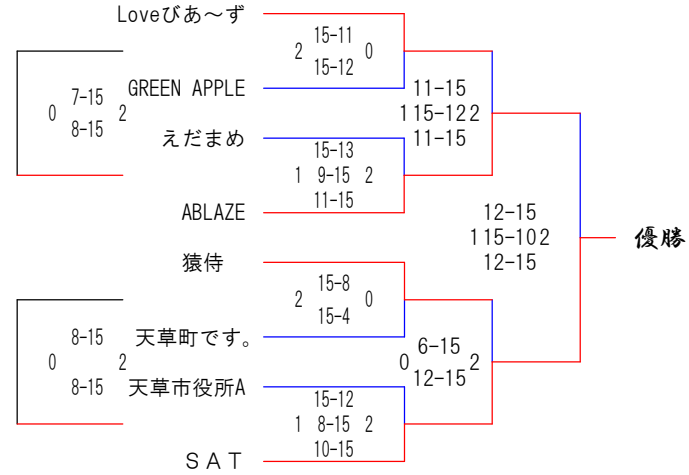 Loveびあ～ず
15-11
2 0
15-12
GREEN APPLE
7-15
0 2
8-15
11-15
1 15-12 2
11-15
えだまめ
15-13
1 9-15 2
11-15
ABLAZE
12-15
1 15-10 2
12-15
優勝
猿侍
15-8
2 0
15-4
天草町です。
8-15
0 2
8-15
6-15
0 2
12-15
天草市役所A
15-12
1 8-15 2
10-15
ＳＡＴ